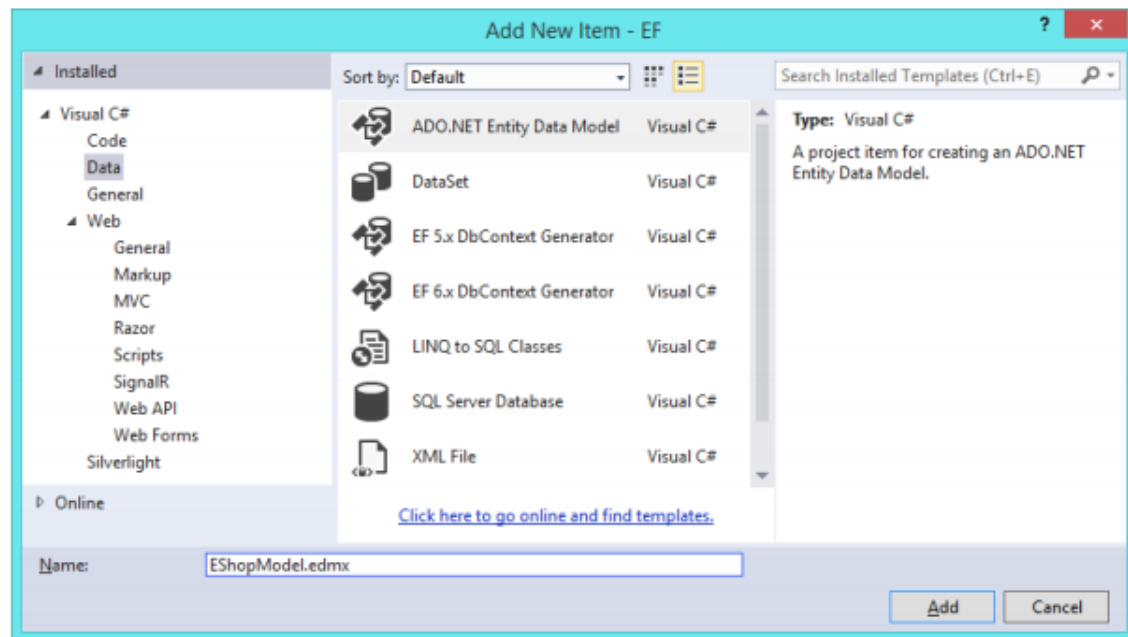 Add New Item - EF
? ×
Installed
Sort by: Default
Search Installed Templates (Ctrl+E)
Visual C#
Code
Data
General
Web
General
Markup
MVC
Razor
Scripts
SignalR
Web API
Web Forms
Silverlight
Online
ADO.NET Entity Data Model Visual C#
DataSet Visual C#
EF 5.x DbContext Generator Visual C#
EF 6.x DbContext Generator Visual C#
LINQ to SQL Classes Visual C#
SQL Server Database Visual C#
XML File Visual C#
Click here to go online and find templates.
Type: Visual C#
A project item for creating an ADO.NET
Entity Data Model.
Name: EShopModel.edmx
Add Cancel